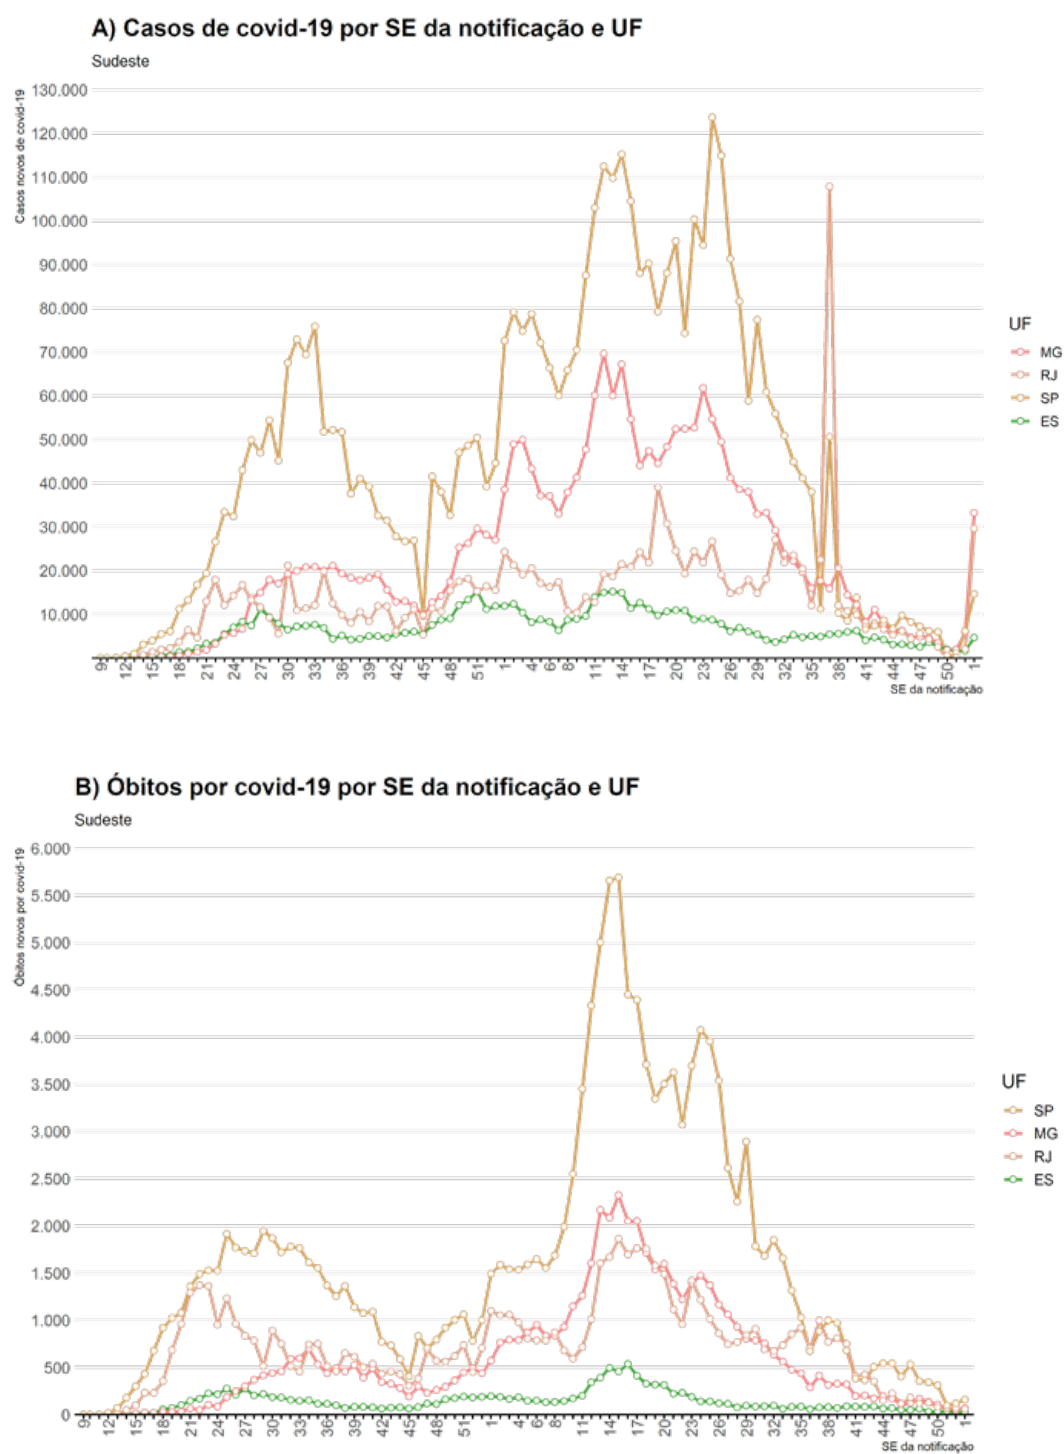 A) Casos de covid-19 por SE da notificação e UF
Sudeste
Casos novos de covid-19
130.000
120.000
110.000
100.000
90.000
80.000
70.000
60.000
50.000
40.000
30.000
20.000
10.000
9 12 15 18 21 24 27 30 33 36 39 42 45 48 51 1 4 6 8 11 14 17 20 23 26 29 32 35 38 41 44 47 50 1
SE da notificação
UF
MG
RJ
SP
ES
B) Óbitos por covid-19 por SE da notificação e UF
Sudeste
Óbitos novos por covid-19
6.000
5.500
5.000
4.500
4.000
3.500
3.000
2.500
2.000
1.500
1.000
500
0
9 12 15 18 21 24 27 30 33 36 39 42 45 48 51 1 4 6 8 11 14 17 20 23 26 29 32 35 38 41 44 47 50 1
SE da notificação
UF
SP
MG
RJ
ES